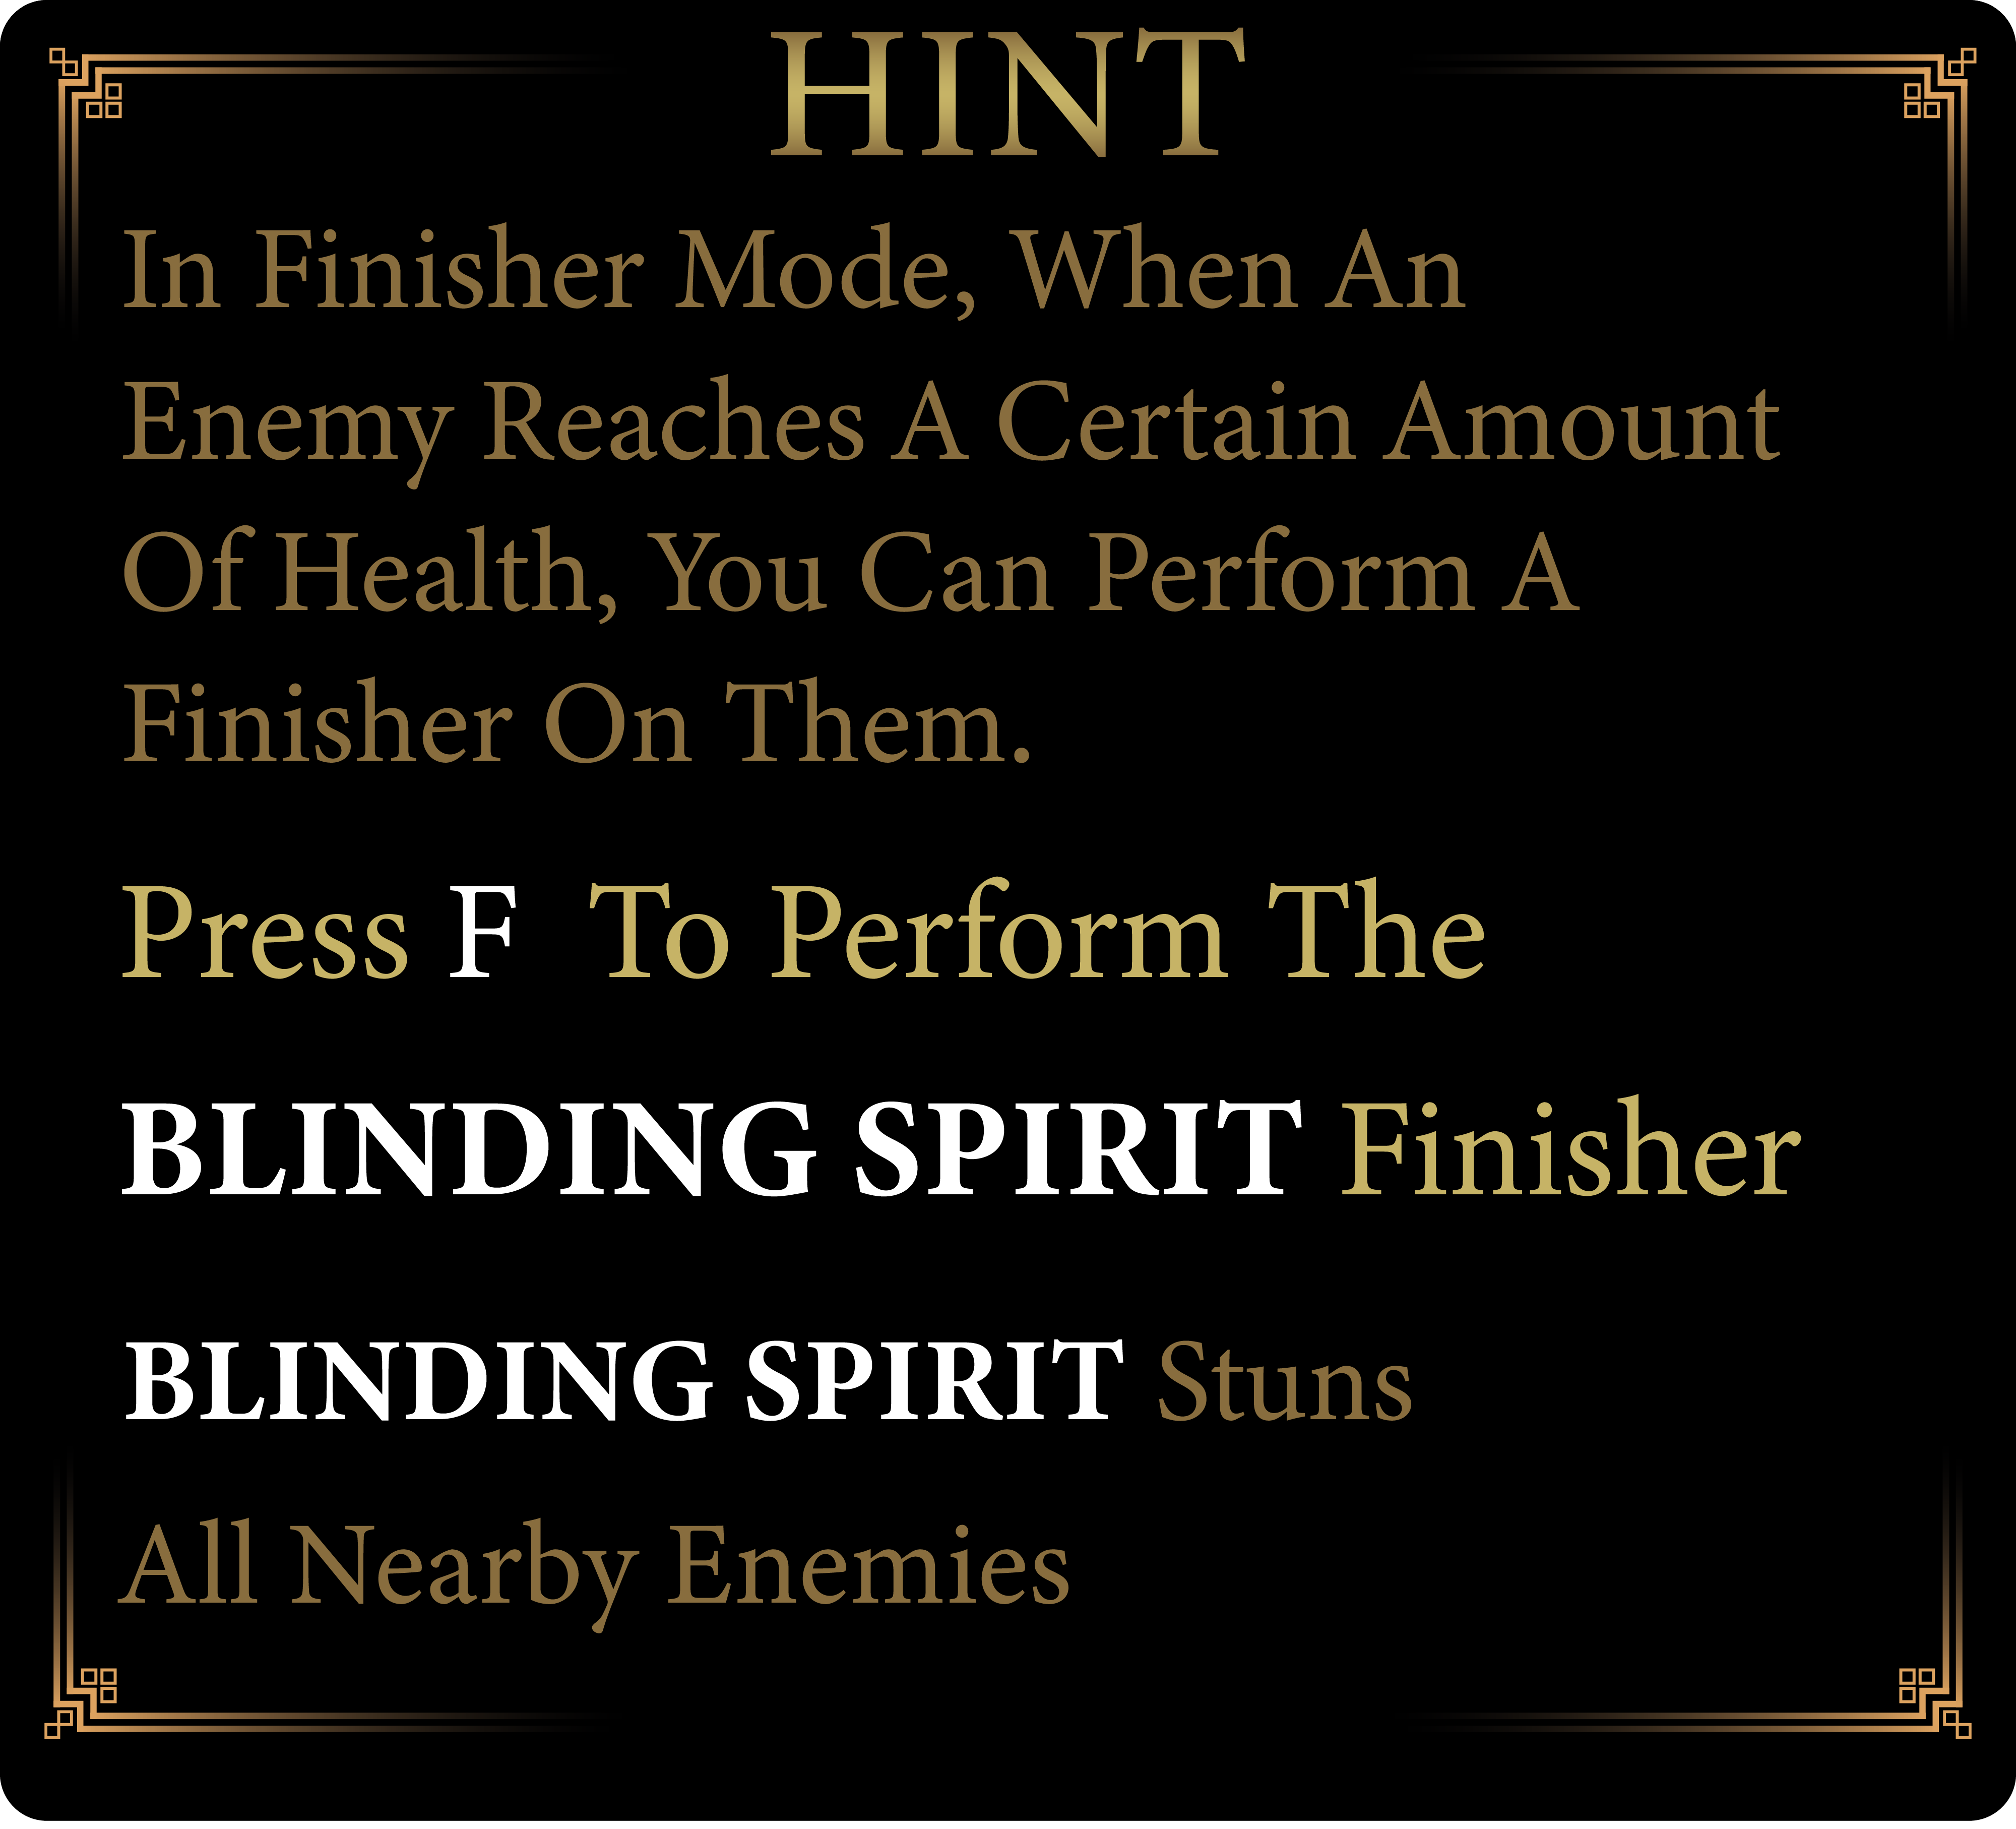 HINT
In Finisher Mode, When An
Enemy Reaches A Certain Amount
Of Health, You Can Perform A
Finisher On Them.
Press F To Perform The
BLINDING SPIRIT Finisher
BLINDING SPIRIT Stuns
All Nearby Enemies